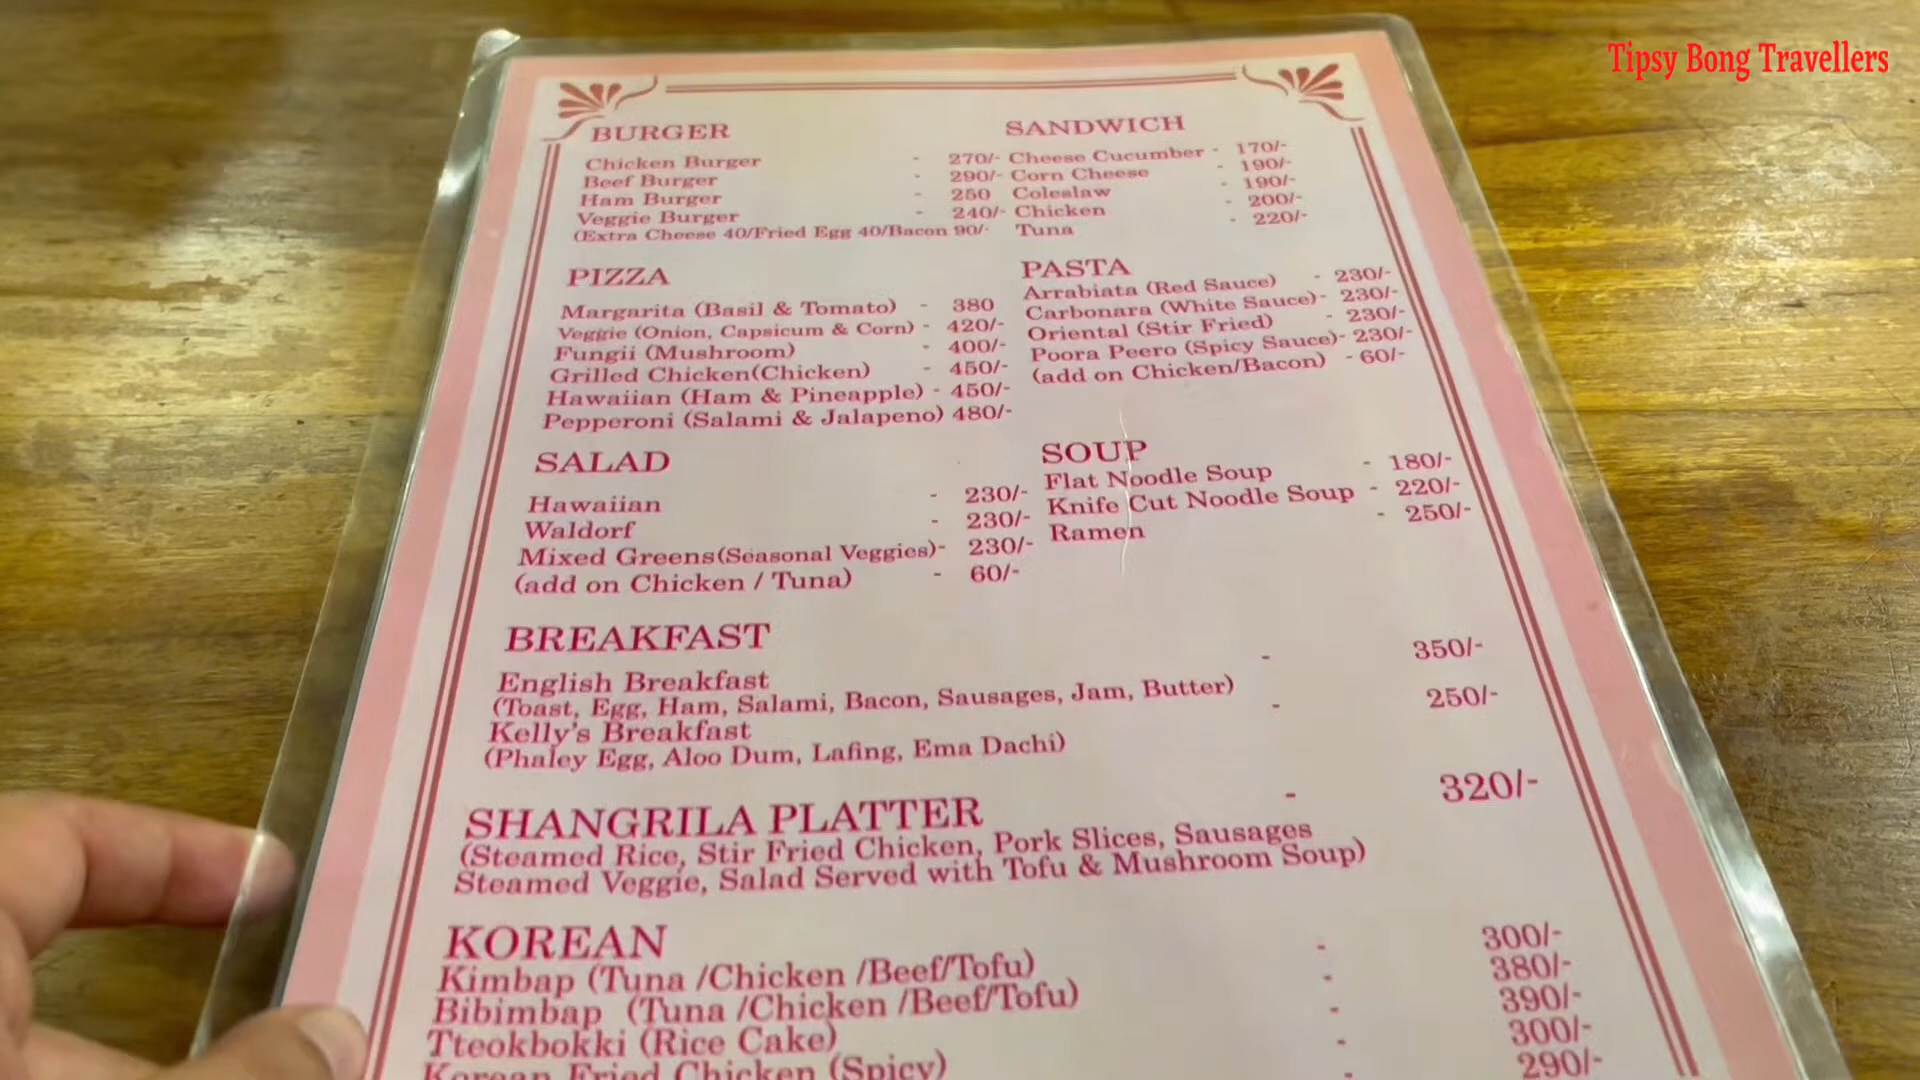 Tipsy Bong Travellers
BURGER
Chicken Burger - 270/-
Beef Burger - 290/-
Ham Burger - 250
Veggie Burger - 240/-
(Extra Cheese 40/Fried Egg 40/Bacon 90/-
SANDWICH
Cheese Cucumber - 170/-
Corn Cheese - 190/-
Coleslaw - 190/-
Chicken - 200/-
Tuna - 220/-
PIZZA
Margarita (Basil & Tomato) - 380
Veggie (Onion, Capsicum & Corn) - 420/-
Fungii (Mushroom) - 400/-
Grilled Chicken(Chicken) - 450/-
Hawaiian (Ham & Pineapple) - 450/-
Pepperoni (Salami & Jalapeno) 480/-
PASTA
Arrabiata (Red Sauce) - 230/-
Carbonara (White Sauce)- 230/-
Oriental (Stir Fried) - 230/-
Poora Peero (Spicy Sauce)- 230/-
(add on Chicken/Bacon) - 60/-
SALAD
Hawaiian - 230/-
Waldorf - 230/-
Mixed Greens(Seasonal Veggies)- 230/-
(add on Chicken / Tuna) - 60/-
SOUP
Flat Noodle Soup - 180/-
Knife Cut Noodle Soup - 220/-
Ramen - 250/-
BREAKFAST
English Breakfast - 350/-
(Toast, Egg, Ham, Salami, Bacon, Sausages, Jam, Butter)
Kelly's Breakfast - 250/-
(Phaley Egg, Aloo Dum, Lafing, Ema Dachi)
SHANGRILA PLATTER - 320/-
(Steamed Rice, Stir Fried Chicken, Pork Slices, Sausages
Steamed Veggie, Salad Served with Tofu & Mushroom Soup)
KOREAN
Kimbap (Tuna /Chicken /Beef/Tofu) - 300/-
Bibimbap (Tuna /Chicken /Beef/Tofu) - 380/-
Tteokbokki (Rice Cake) - 390/-
Korean Fried Chicken (Spicy) - 300/-
- 290/-